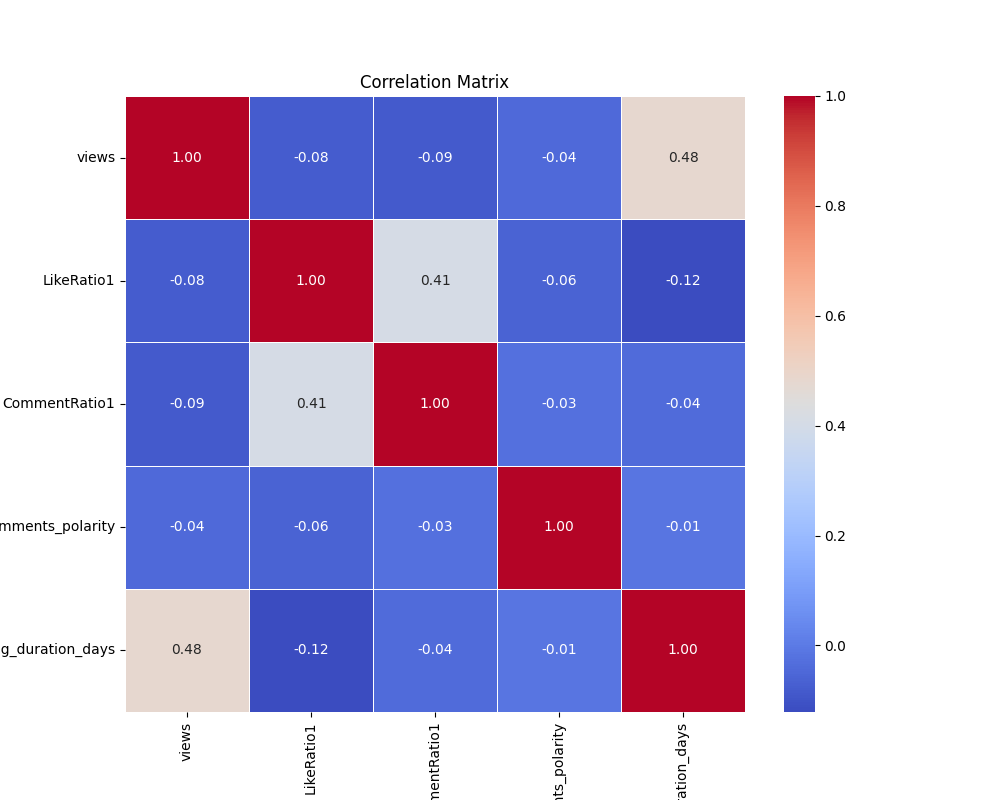 Correlation Matrix
views 1.00 -0.08 -0.09 -0.04 0.48
LikeRatio1 -0.08 1.00 0.41 -0.06 -0.12
CommentRatio1 -0.09 0.41 1.00 -0.03 -0.04
mments_polarity -0.04 -0.06 -0.03 1.00 -0.01
g_duration_days 0.48 -0.12 -0.04 -0.01 1.00
views
LikeRatio1
mentRatio1
nts_polarity
ration_days
1.0
0.8
0.6
0.4
0.2
0.0